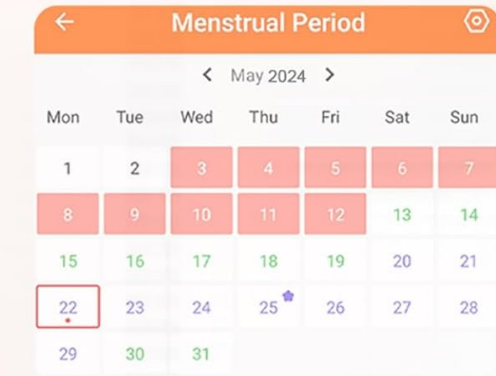 Menstrual Period
May 2024
Mon Tue Wed Thu Fri Sat Sun
1 2 3 4 5 6 7
8 9 10 11 12 13 14
15 16 17 18 19 20 21
22 23 24 25 26 27 28
29 30 31